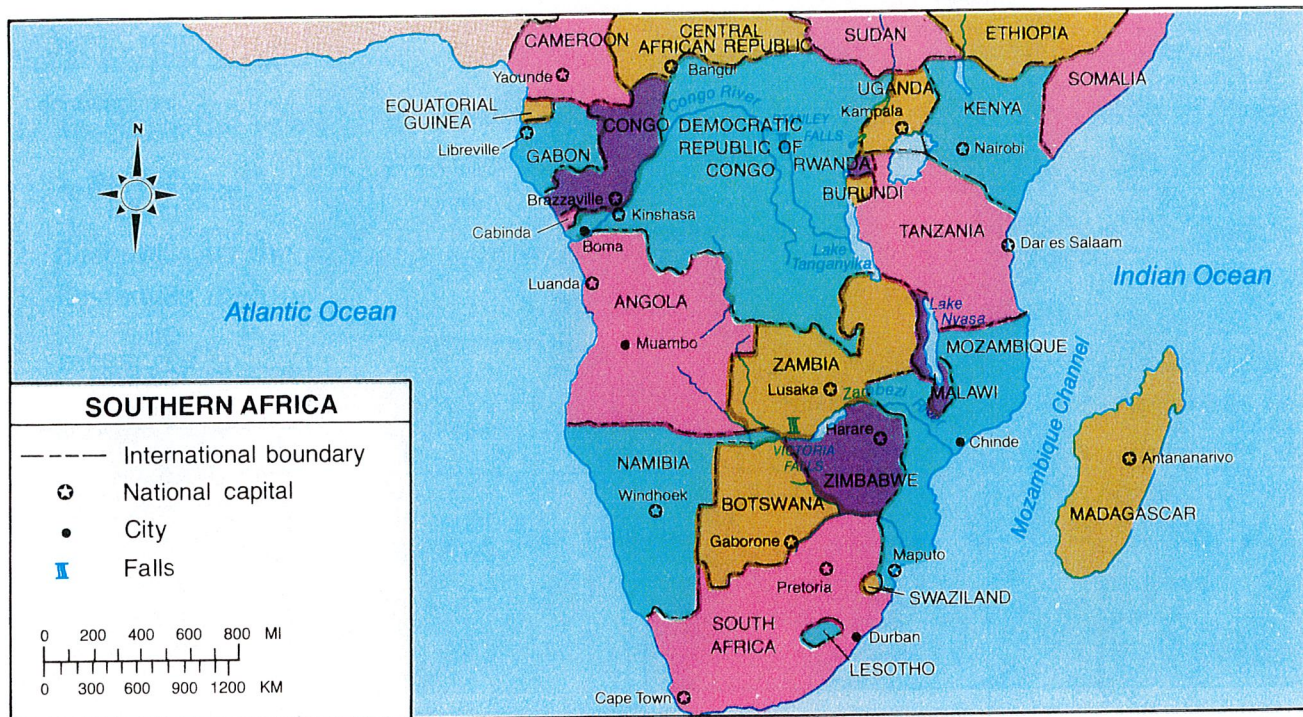 CAMEROON
CENTRAL
AFRICAN REPUBLIC
SUDAN
ETHIOPIA
SOMALIA
Yaounde
Bangui
Congo River
UGANDA
Kampala
KENYA
Nairobi
EQUATORIAL
GUINEA
Libreville
GABON
CONGO
DEMOCRATIC
REPUBLIC OF
CONGO
FALLS
RWANDA
BURUNDI
N
Brazzaville
Kinshasa
Cabinda
Boma
TANZANIA
Dar es Salaam
Lake
Tanganyika
Indian Ocean
Luanda
ANGOLA
Atlantic Ocean
Muambo
Lake
Nyasa
MOZAMBIQUE
ZAMBIA
Lusaka
Zambezi River
MALAWI
Mozambique Channel
Harare
Chinde
VICTORIA
FALLS
ZIMBABWE
NAMIBIA
Windhoek
BOTSWANA
Gaborone
Antananarivo
MADAGASCAR
Maputo
Pretoria
SWAZILAND
SOUTH
AFRICA
Durban
LESOTHO
Cape Town
SOUTHERN AFRICA
International boundary
National capital
City
Falls
0 200 400 600 800 MI
0 300 600 900 1200 KM